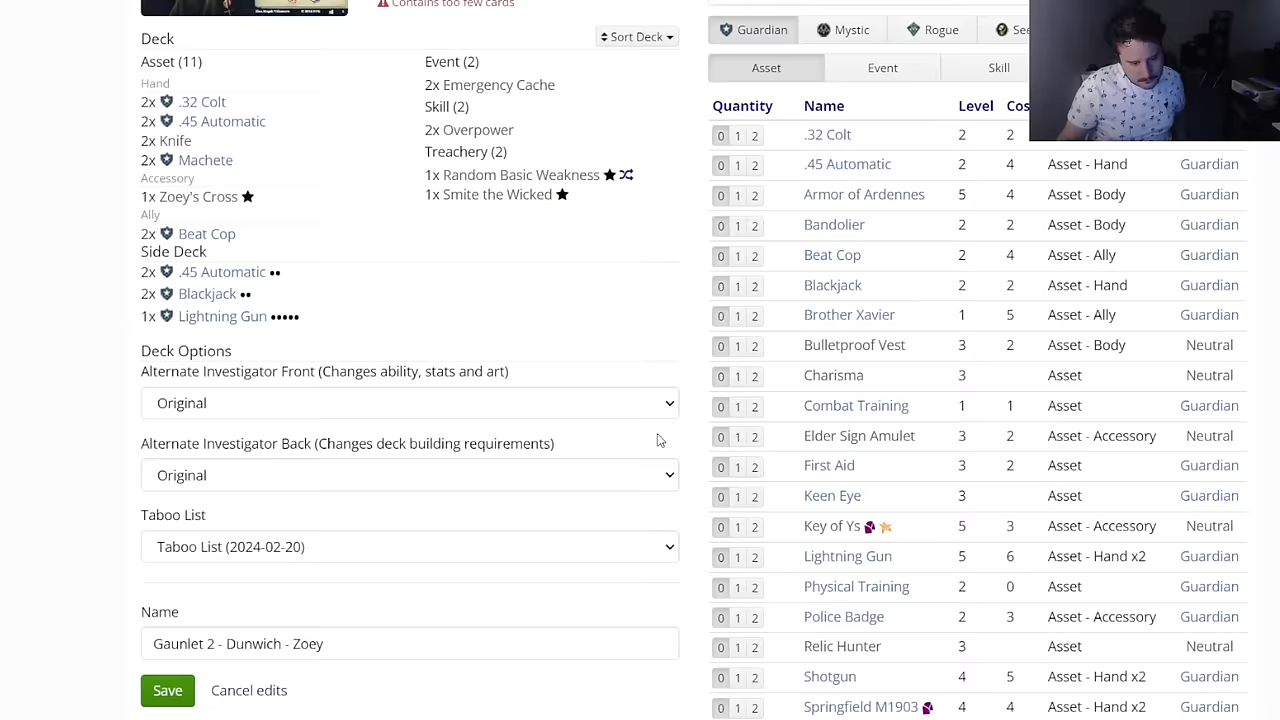 Contains too few cards
Deck
Sort Deck
Asset (11)
Hand
2x .32 Colt
2x .45 Automatic
2x Knife
2x Machete
Accessory
1x Zoey's Cross
Ally
2x Beat Cop
Event (2)
2x Emergency Cache
Skill (2)
2x Overpower
Treachery (2)
1x Random Basic Weakness
1x Smite the Wicked
Side Deck
2x .45 Automatic
2x Blackjack
1x Lightning Gun
Deck Options
Alternate Investigator Front (Changes ability, stats and art)
Original
Alternate Investigator Back (Changes deck building requirements)
Original
Taboo List
Taboo List (2024-02-20)
Name
Gaunlet 2 - Dunwich - Zoey
Save Cancel edits
Guardian Mystic Rogue See
Asset Event Skill
Quantity Name Level Cos
0 1 2 .32 Colt 2 2
0 1 2 .45 Automatic 2 4 Asset - Hand Guardian
0 1 2 Armor of Ardennes 5 4 Asset - Body Guardian
0 1 2 Bandolier 2 2 Asset - Body Guardian
0 1 2 Beat Cop 2 4 Asset - Ally Guardian
0 1 2 Blackjack 2 2 Asset - Hand Guardian
0 1 2 Brother Xavier 1 5 Asset - Ally Guardian
0 1 2 Bulletproof Vest 3 2 Asset - Body Neutral
0 1 2 Charisma 3 Asset Neutral
0 1 2 Combat Training 1 1 Asset Guardian
0 1 2 Elder Sign Amulet 3 2 Asset - Accessory Neutral
0 1 2 First Aid 3 2 Asset Guardian
0 1 2 Keen Eye 3 Asset Guardian
0 1 2 Key of Ys 5 3 Asset - Accessory Neutral
0 1 2 Lightning Gun 5 6 Asset - Hand x2 Guardian
0 1 2 Physical Training 2 0 Asset Guardian
0 1 2 Police Badge 2 3 Asset - Accessory Guardian
0 1 2 Relic Hunter 3 Asset Neutral
0 1 2 Shotgun 4 5 Asset - Hand x2 Guardian
0 1 2 Springfield M1903 4 4 Asset - Hand x2 Guardian